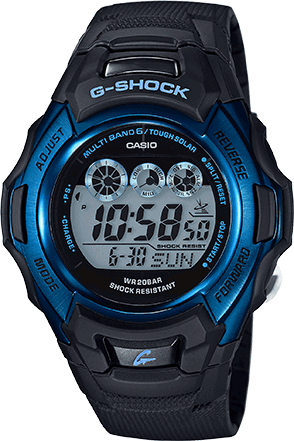 G-SHOCK
MULTI BAND 6 / TOUGH SOLAR
CASIO
ADJUST
REVERSE
•SPLIT/RESET
•PS•
P
10:58 50
CHARGE•
•START/STOP
6-30 SUN
SHOCK RESIST
MODE
FORWARD
WR20BAR
SHOCK RESISTANT
G